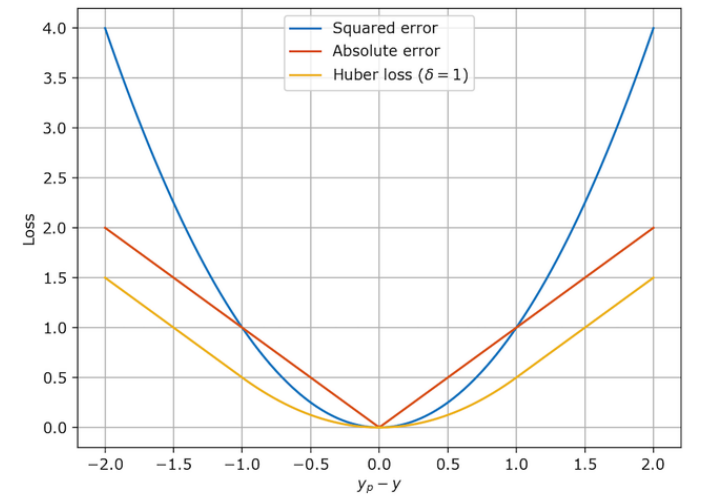 Squared error
Absolute error
Huber loss (δ = 1)
4.0
3.5
3.0
2.5
2.0
1.5
1.0
0.5
0.0
Loss
−2.0 −1.5 −1.0 −0.5 0.0 0.5 1.0 1.5 2.0
yₚ − y